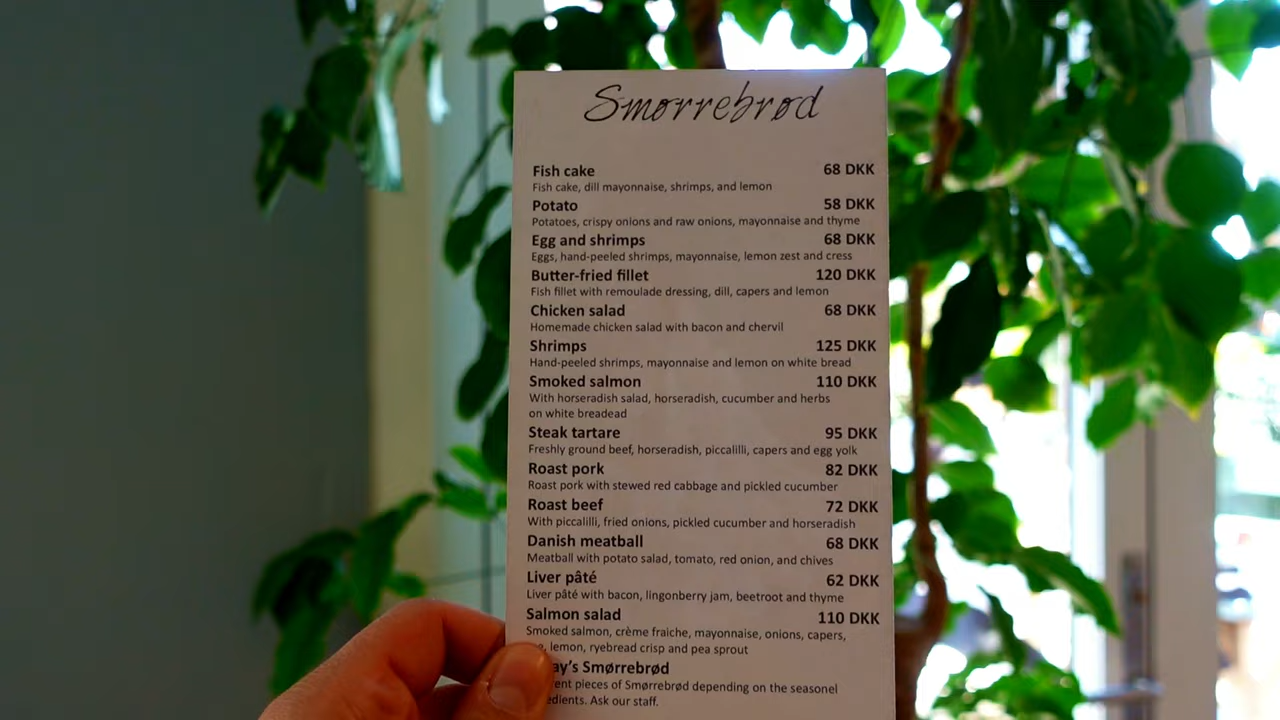 Smørrebrød
Fish cake 68 DKK
Fish cake, dill mayonnaise, shrimps, and lemon
Potato 58 DKK
Potatoes, crispy onions and raw onions, mayonnaise and thyme
Egg and shrimps 68 DKK
Eggs, hand-peeled shrimps, mayonnaise, lemon zest and cress
Butter-fried fillet 120 DKK
Fish fillet with remoulade dressing, dill, capers and lemon
Chicken salad 68 DKK
Homemade chicken salad with bacon and chervil
Shrimps 125 DKK
Hand-peeled shrimps, mayonnaise and lemon on white bread
Smoked salmon 110 DKK
With horseradish salad, horseradish, cucumber and herbs
on white breadead
Steak tartare 95 DKK
Freshly ground beef, horseradish, piccalilli, capers and egg yolk
Roast pork 82 DKK
Roast pork with stewed red cabbage and pickled cucumber
Roast beef 72 DKK
With piccalilli, fried onions, pickled cucumber and horseradish
Danish meatball 68 DKK
Meatball with potato salad, tomato, red onion, and chives
Liver pâté 62 DKK
Liver pâté with bacon, lingonberry jam, beetroot and thyme
Salmon salad 110 DKK
Smoked salmon, crème fraiche, mayonnaise, onions, capers,
lemon, ryebread crisp and pea sprout
ay's Smørrebrød
pieces of Smørrebrød depending on the seasonel
Ask our staff.